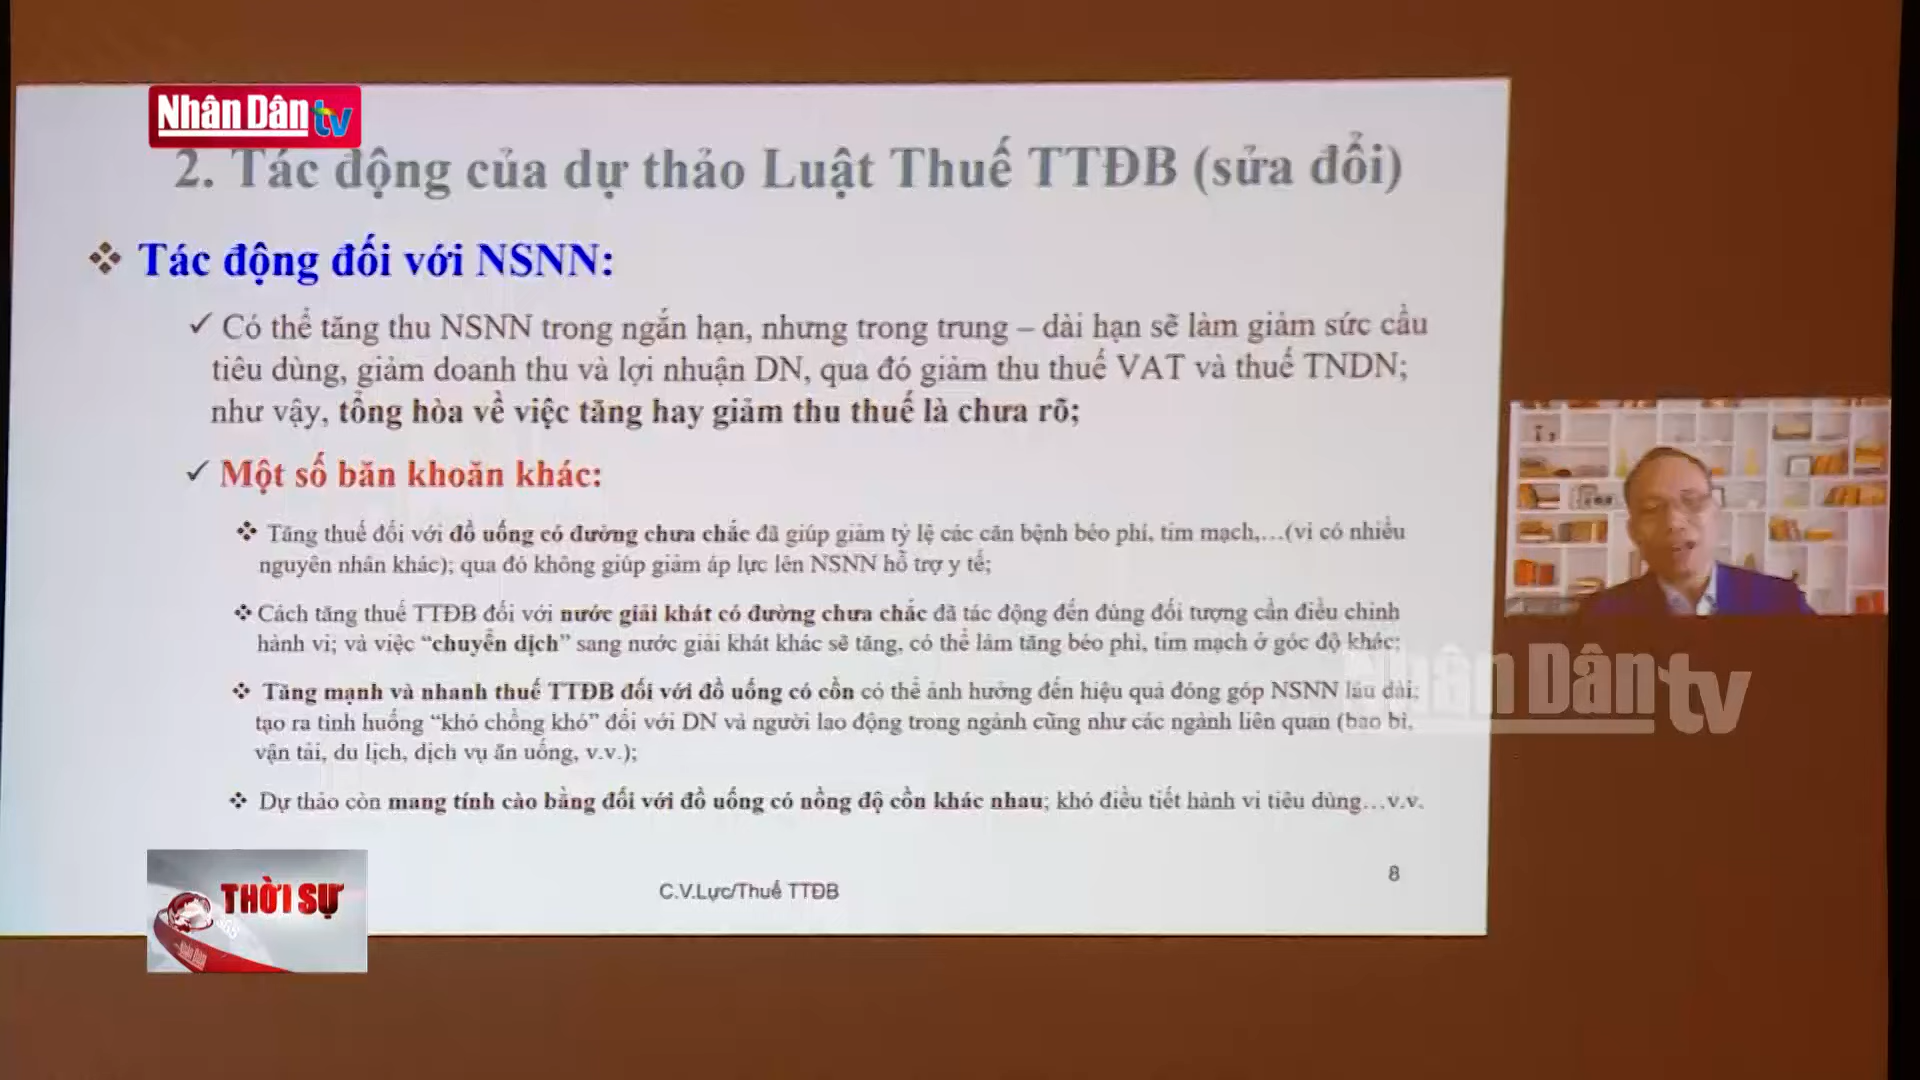 Nhân Dân tv
2. Tác động của dự thảo Luật Thuế TTĐB (sửa đổi)
❖ Tác động đối với NSNN:
✓ Có thể tăng thu NSNN trong ngắn hạn, nhưng trong trung – dài hạn sẽ làm giảm sức cầu
tiêu dùng, giảm doanh thu và lợi nhuận DN, qua đó giảm thu thuế VAT và thuế TNDN;
như vậy, tổng hòa về việc tăng hay giảm thu thuế là chưa rõ;
✓ Một số băn khoăn khác:
❖ Tăng thuế đối với đồ uống có đường chưa chắc đã giúp giảm tỷ lệ các căn bệnh béo phì, tim mạch,…(vì có nhiều
nguyên nhân khác); qua đó không giúp giảm áp lực lên NSNN hỗ trợ y tế;
❖ Cách tăng thuế TTĐB đối với nước giải khát có đường chưa chắc đã tác động đến đúng đối tượng cần điều chỉnh
hành vi; và việc “chuyển dịch” sang nước giải khát khác sẽ tăng, có thể làm tăng béo phì, tim mạch ở góc độ khác;
❖ Tăng mạnh và nhanh thuế TTĐB đối với đồ uống có cồn có thể ảnh hưởng đến hiệu quả đóng góp NSNN lâu dài;
tạo ra tình huống “khó chồng khó” đối với DN và người lao động trong ngành cũng như các ngành liên quan (bao bì,
vận tải, du lịch, dịch vụ ăn uống, v.v.);
❖ Dự thảo còn mang tính cào bằng đối với đồ uống có nồng độ cồn khác nhau; khó điều tiết hành vi tiêu dùng…v.v.
C.V.Lực/Thuế TTĐB
8
Nhân Dân tv
THỜI SỰ
Nhân Dân